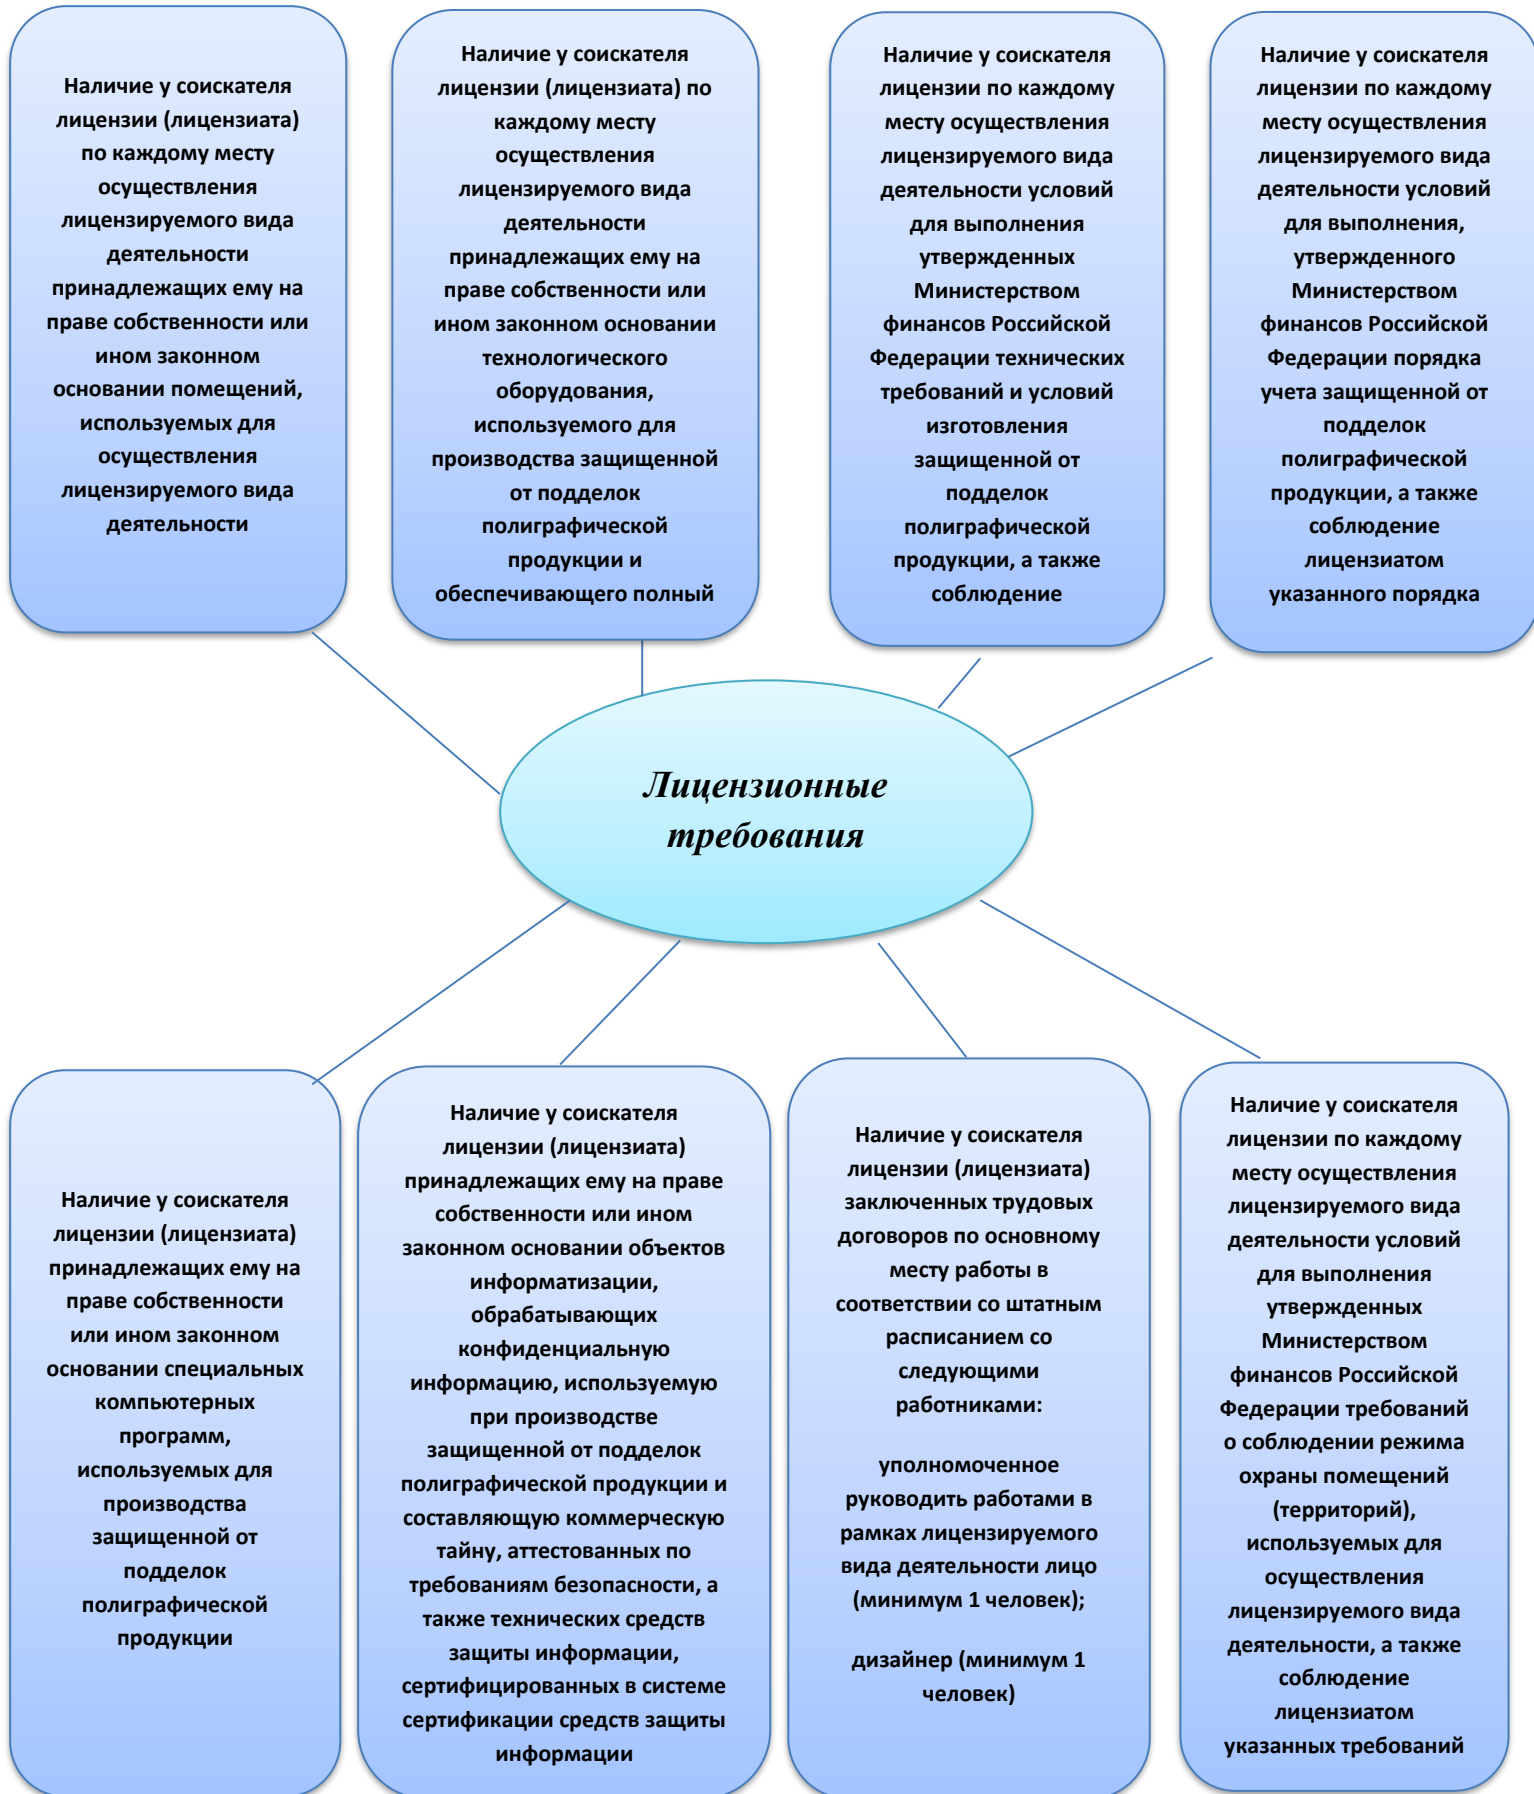 Наличие у соискателя
лицензии (лицензиата)
по каждому месту
осуществления
лицензируемого вида
деятельности
принадлежащих ему на
праве собственности или
ином законном
основании помещений,
используемых для
осуществления
лицензируемого вида
деятельности
Наличие у соискателя
лицензии (лицензиата) по
каждому месту
осуществления
лицензируемого вида
деятельности
принадлежащих ему на
праве собственности или
ином законном основании
технологического
оборудования,
используемого для
производства защищенной
от подделок
полиграфической
продукции и
обеспечивающего полный
Наличие у соискателя
лицензии по каждому
месту осуществления
лицензируемого вида
деятельности условий
для выполнения
утвержденных
Министерством
финансов Российской
Федерации технических
требований и условий
изготовления
защищенной от
подделок
полиграфической
продукции, а также
соблюдение
Наличие у соискателя
лицензии по каждому
месту осуществления
лицензируемого вида
деятельности условий
для выполнения,
утвержденного
Министерством
финансов Российской
Федерации порядка
учета защищенной от
подделок
полиграфической
продукции, а также
соблюдение
лицензиатом
указанного порядка
Лицензионные
требования
Наличие у соискателя
лицензии (лицензиата)
принадлежащих ему на
праве собственности
или ином законном
основании специальных
компьютерных
программ,
используемых для
производства
защищенной от
подделок
полиграфической
продукции
Наличие у соискателя
лицензии (лицензиата)
принадлежащих ему на праве
собственности или ином
законном основании объектов
информатизации,
обрабатывающих
конфиденциальную
информацию, используемую
при производстве
защищенной от подделок
полиграфической продукции и
составляющую коммерческую
тайну, аттестованных по
требованиям безопасности, а
также технических средств
защиты информации,
сертифицированных в системе
сертификации средств защиты
информации
Наличие у соискателя
лицензии (лицензиата)
заключенных трудовых
договоров по основному
месту работы в
соответствии со штатным
расписанием со
следующими
работниками:
уполномоченное
руководить работами в
рамках лицензируемого
вида деятельности лицо
(минимум 1 человек);
дизайнер (минимум 1
человек)
Наличие у соискателя
лицензии по каждому
месту осуществления
лицензируемого вида
деятельности условий
для выполнения
утвержденных
Министерством
финансов Российской
Федерации требований
о соблюдении режима
охраны помещений
(территорий),
используемых для
осуществления
лицензируемого вида
деятельности, а также
соблюдение
лицензиатом
указанных требований